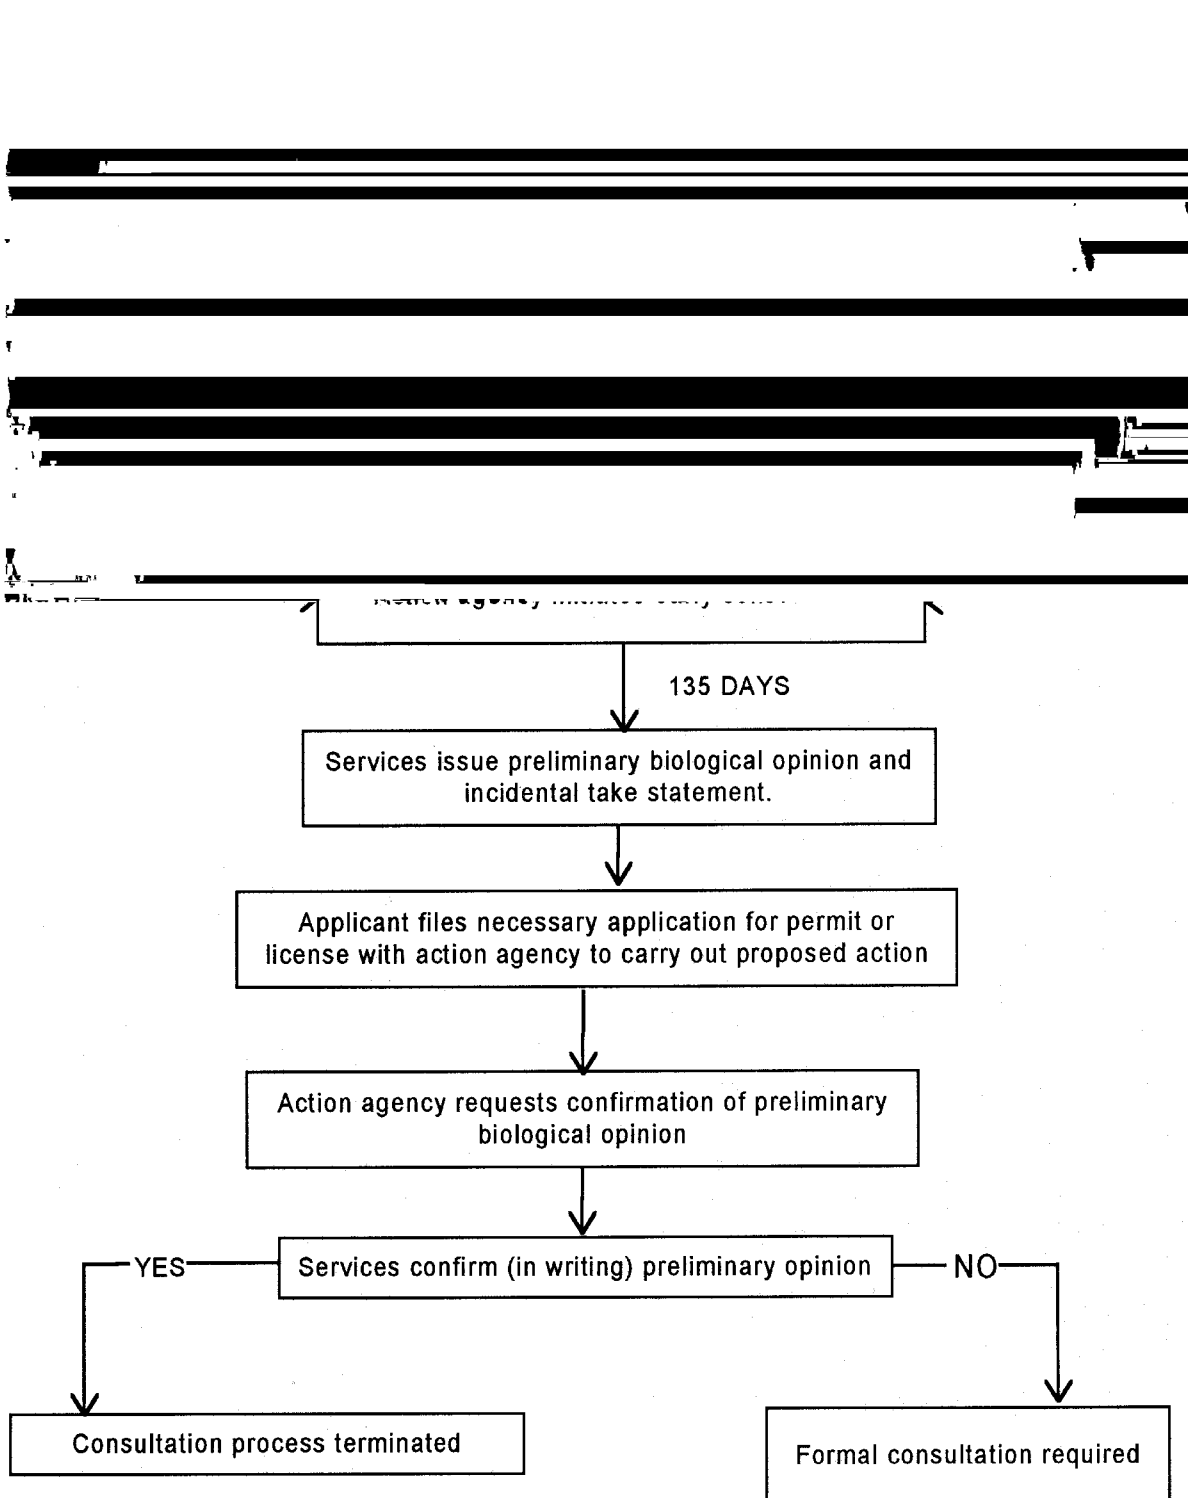 agency
135 DAYS
Services issue preliminary biological opinion and
incidental take statement.
Applicant files necessary application for permit or
license with action agency to carry out proposed action
Action agency requests confirmation of preliminary
biological opinion
YES
Services confirm (in writing) preliminary opinion
NO
Consultation process terminated
Formal consultation required